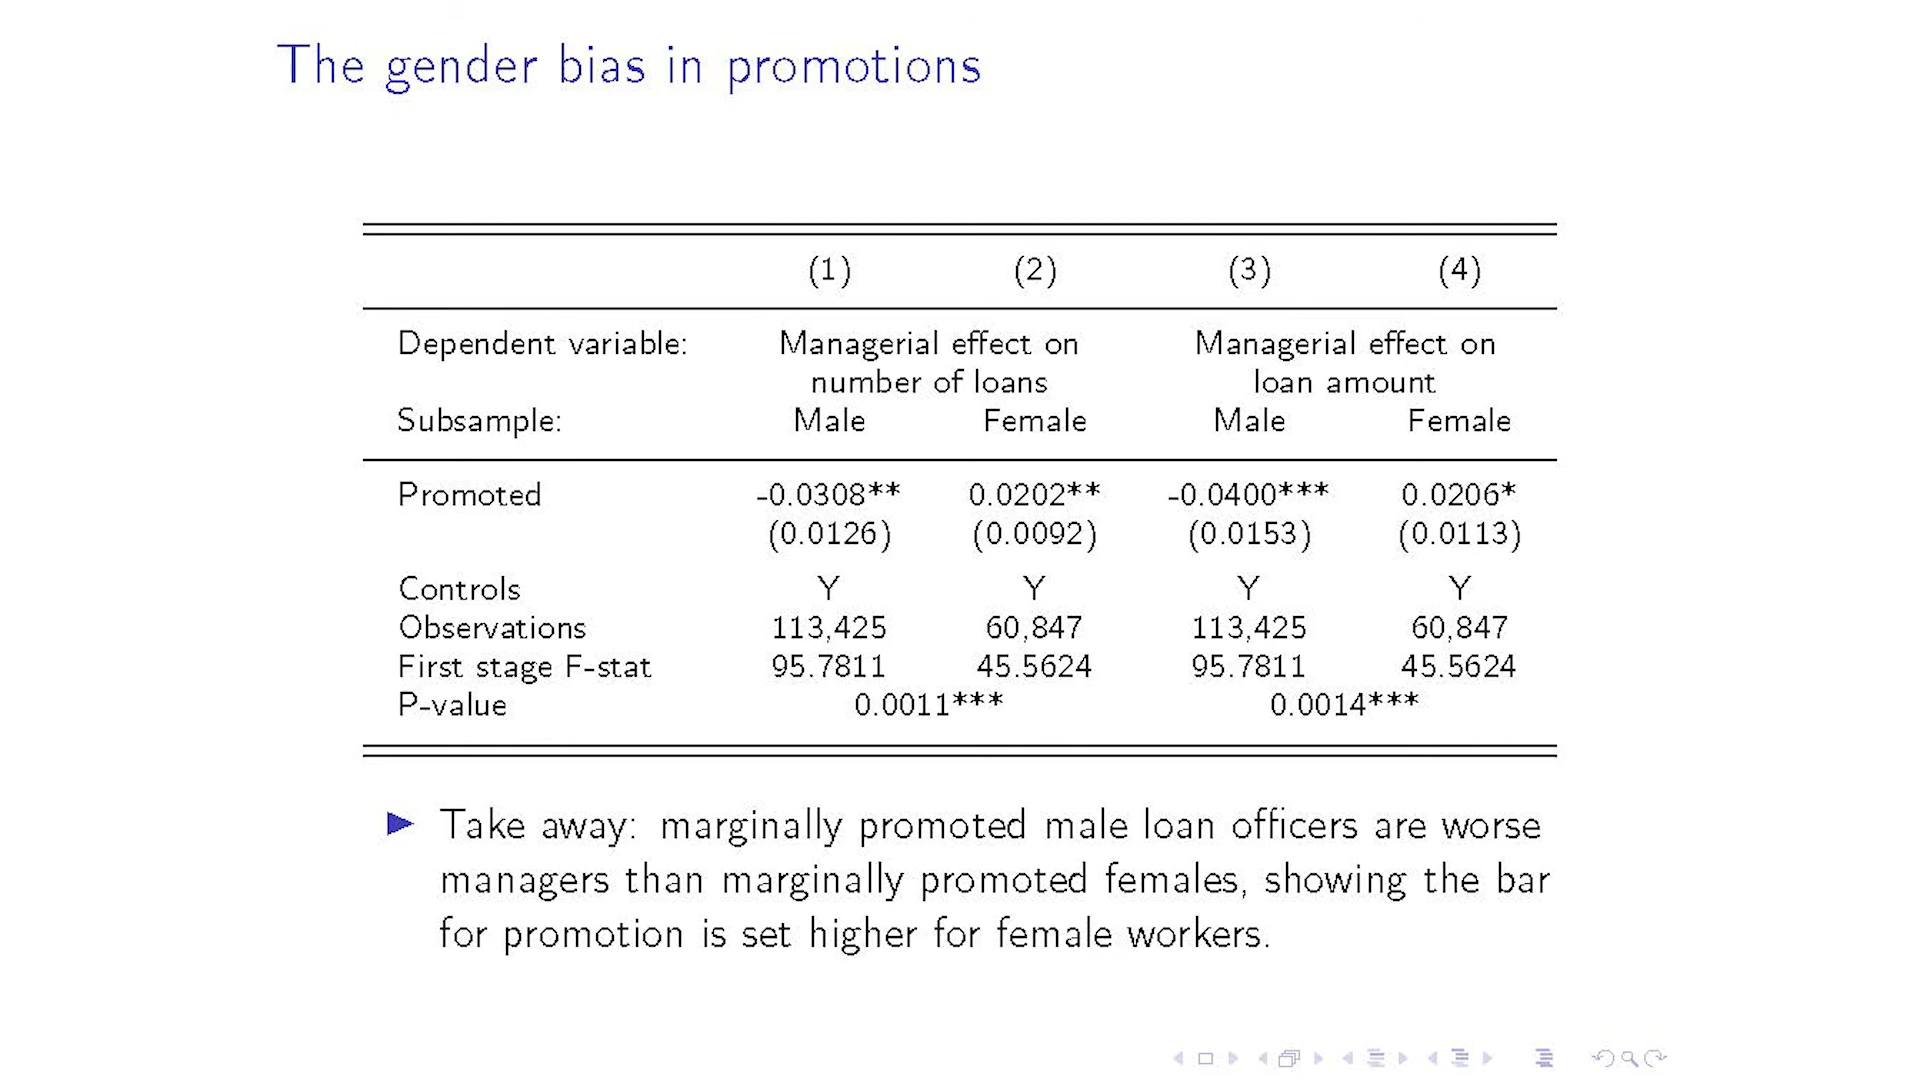 The gender bias in promotions
(1) (2) (3) (4)
Dependent variable: Managerial effect on Managerial effect on
number of loans loan amount
Subsample: Male Female Male Female
Promoted -0.0308** 0.0202** -0.0400*** 0.0206*
(0.0126) (0.0092) (0.0153) (0.0113)
Controls Y Y Y Y
Observations 113,425 60,847 113,425 60,847
First stage F-stat 95.7811 45.5624 95.7811 45.5624
P-value 0.0011*** 0.0014***
Take away: marginally promoted male loan officers are worse
managers than marginally promoted females, showing the bar
for promotion is set higher for female workers.